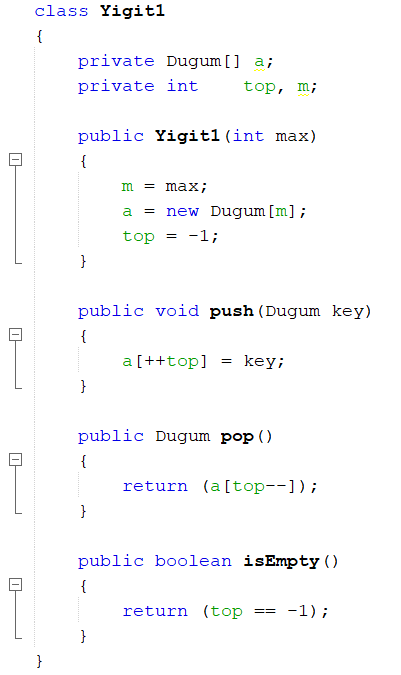 class Yigit1
{
private Dugum[] a;
private int    top, m;
public Yigit1(int max)
{
m = max;
a = new Dugum[m];
top = -1;
}
public void push(Dugum key)
{
a[++top] = key;
}
public Dugum pop()
{
return (a[top--]);
}
public boolean isEmpty()
{
return (top == -1);
}
}